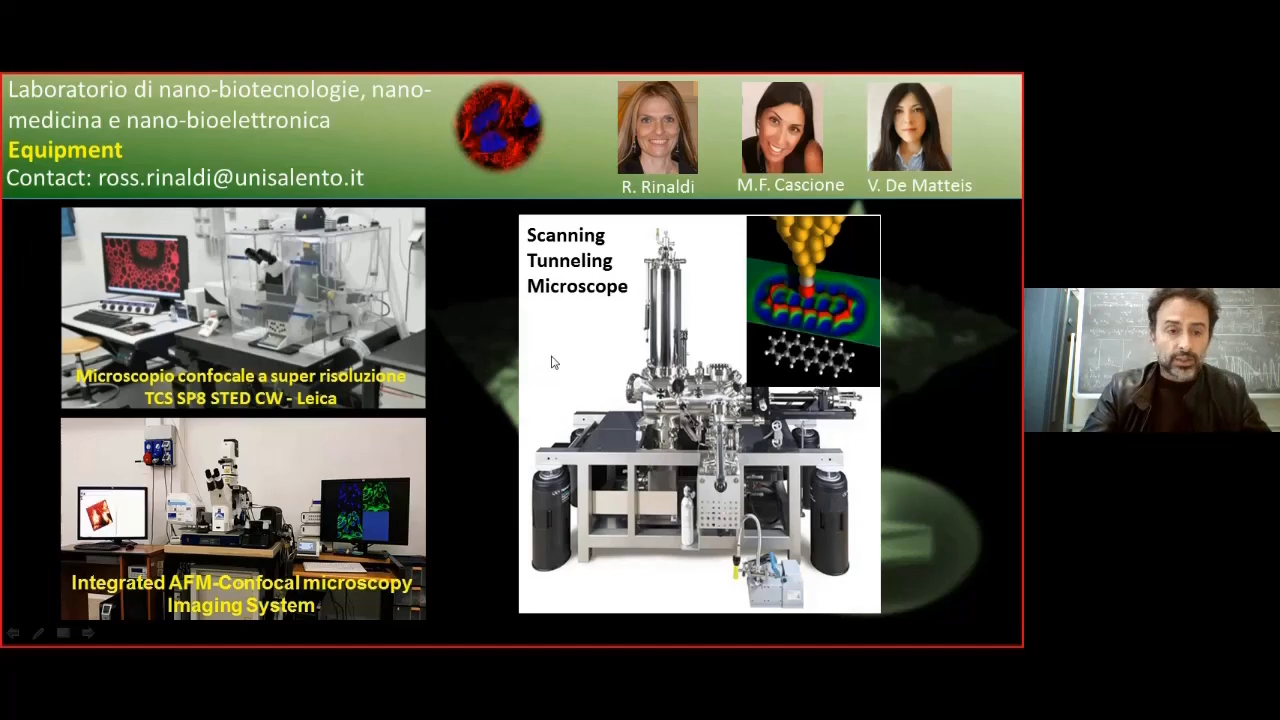 Laboratorio di nano-biotecnologie, nano-
medicina e nano-bioelettronica
Equipment
Contact: ross.rinaldi@unisalento.it
R. Rinaldi
M.F. Cascione
V. De Matteis
Microscopio confocale a super risoluzione
TCS SP8 STED CW - Leica
Integrated AFM-Confocal microscopy
Imaging System
Scanning
Tunneling
Microscope